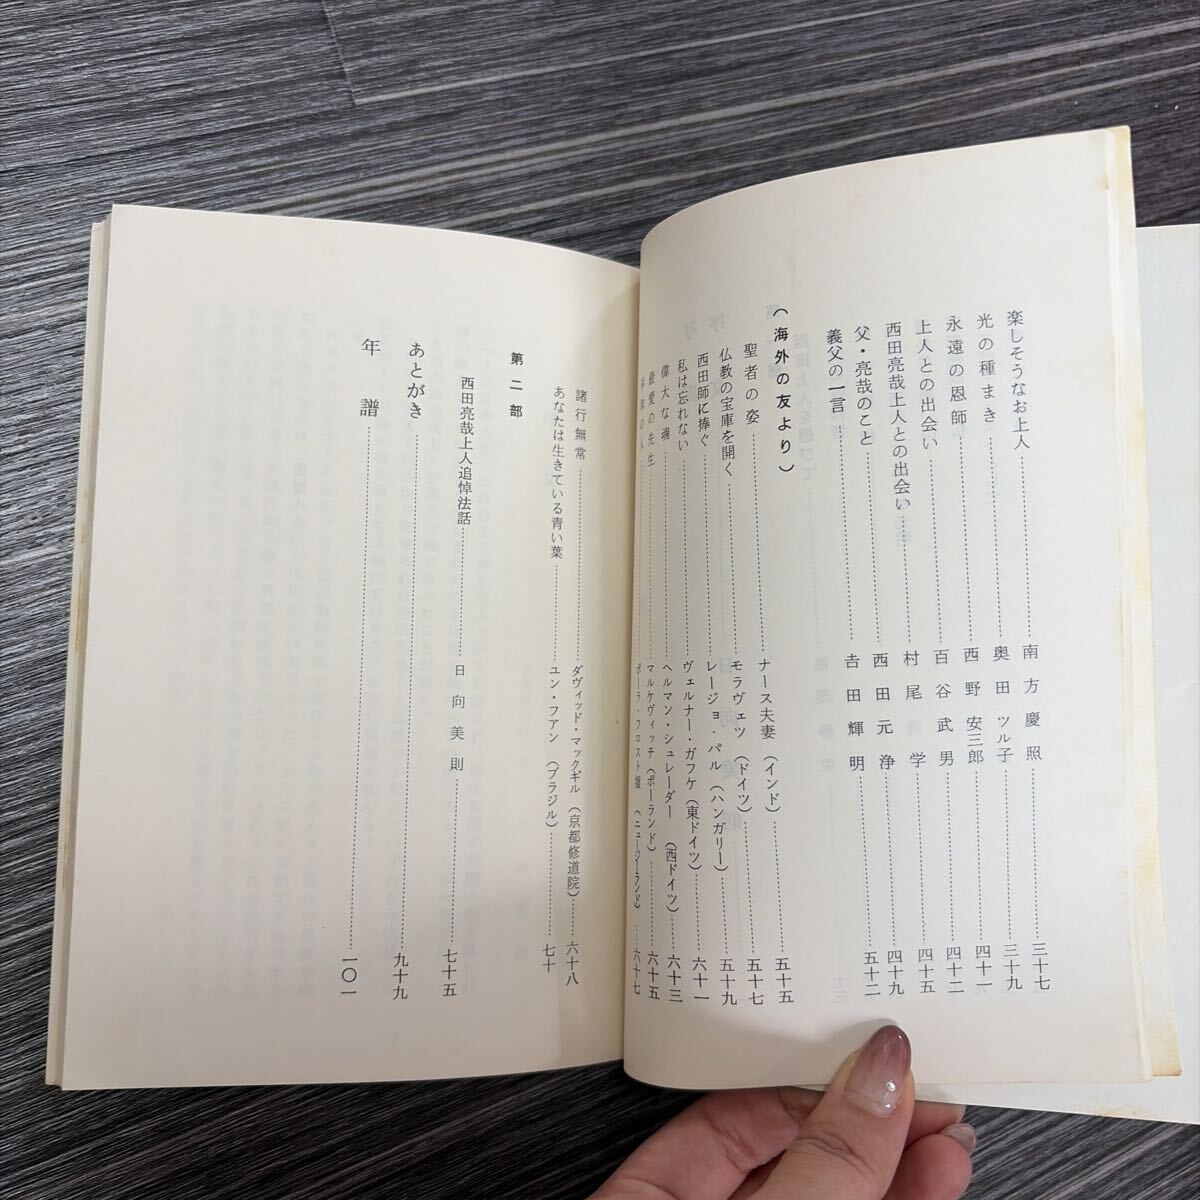 楽しそうなお上人……南方慶照……三十七
光の種まき……奥田ツル子……三十九
永遠の恩師……西野安三郎……四十一
上人との出会い……百谷武男……四十二
西田亮哉上人との出会い……村尾学……四十五
父・亮哉のこと……西田元浄……四十九
義父の一言……吉田輝明……五十二
(海外の友より)
聖者の姿……ナース夫妻(インド)……五十五
仏教の宝庫を開く……モラヴェツ(ドイツ)……五十七
西田師に捧ぐ……レージョ・パル(ハンガリー)……五十九
私は忘れない……ヴェルナー・ガフケ(東ドイツ)……六十一
偉大な魂……ヘルマン・シュレーダー(西ドイツ)……六十三
最愛の先生……マルケヴィッチ(ポーランド)……六十五
の人……ポーラ・フロスト嬢(ニュージーランド)……六十七
諸行無常……ダヴィッド・マックギル(京都修道院)……六十八
あなたは生きている青い葉……ユン・フアン(ブラジル)……七十
第二部
西田亮哉上人追悼法話……日向美則……七十五
あとがき……九十九
年譜……一〇一